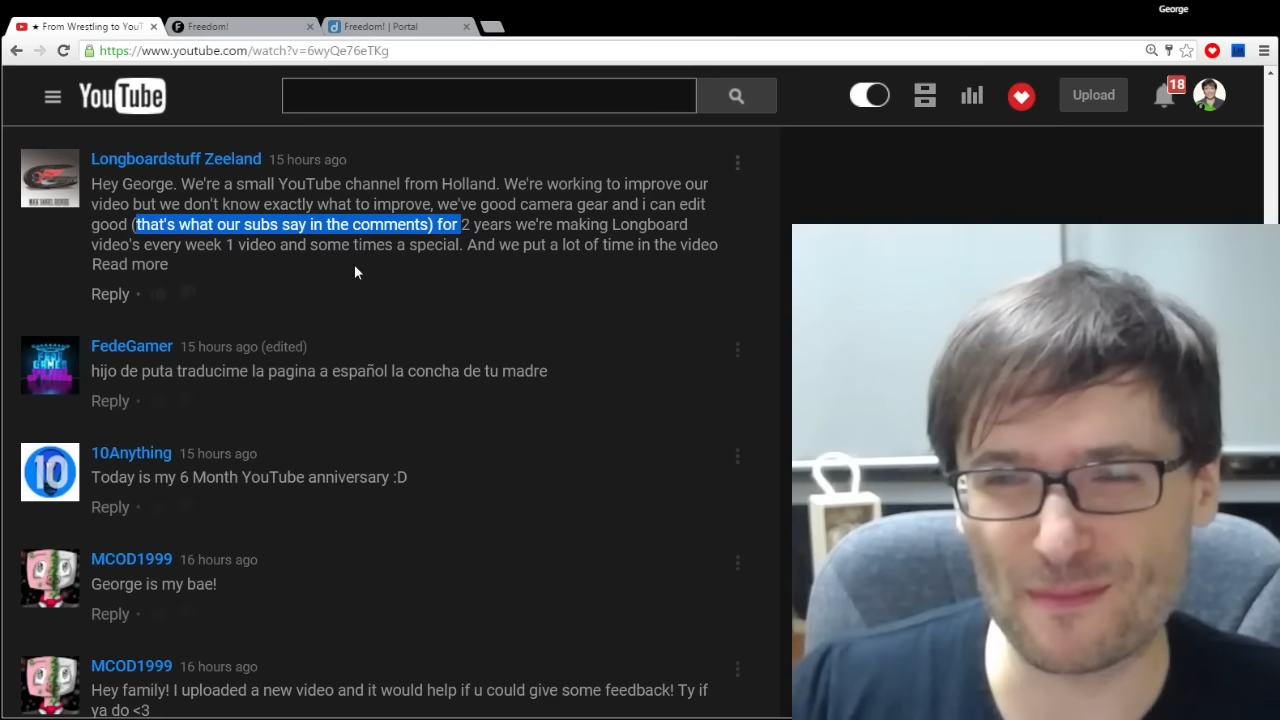 George
★ From Wrestling to YouT
Freedom!
Freedom! | Portal
https://www.youtube.com/watch?v=6wyQe76eTKg
YouTube
Upload
18
Longboardstuff Zeeland 15 hours ago
Hey George. We're a small YouTube channel from Holland. We're working to improve our
video but we don't know exactly what to improve, we've good camera gear and i can edit
good (that's what our subs say in the comments) for 2 years we're making Longboard
video's every week 1 video and some times a special. And we put a lot of time in the video
Read more
Reply •
FedeGamer 15 hours ago (edited)
hijo de puta traducime la pagina a español la concha de tu madre
Reply •
10
10Anything 15 hours ago
Today is my 6 Month YouTube anniversary :D
Reply •
MCOD1999 16 hours ago
George is my bae!
Reply •
MCOD1999 16 hours ago
Hey family! I uploaded a new video and it would help if u could give some feedback! Ty if
ya do <3